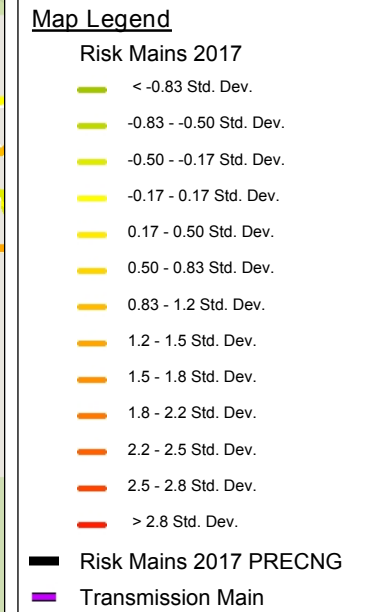 Map Legend
Risk Mains 2017
< -0.83 Std. Dev.
-0.83 - -0.50 Std. Dev.
-0.50 - -0.17 Std. Dev.
-0.17 - 0.17 Std. Dev.
0.17 - 0.50 Std. Dev.
0.50 - 0.83 Std. Dev.
0.83 - 1.2 Std. Dev.
1.2 - 1.5 Std. Dev.
1.5 - 1.8 Std. Dev.
1.8 - 2.2 Std. Dev.
2.2 - 2.5 Std. Dev.
2.5 - 2.8 Std. Dev.
> 2.8 Std. Dev.
Risk Mains 2017 PRECNG
Transmission Main